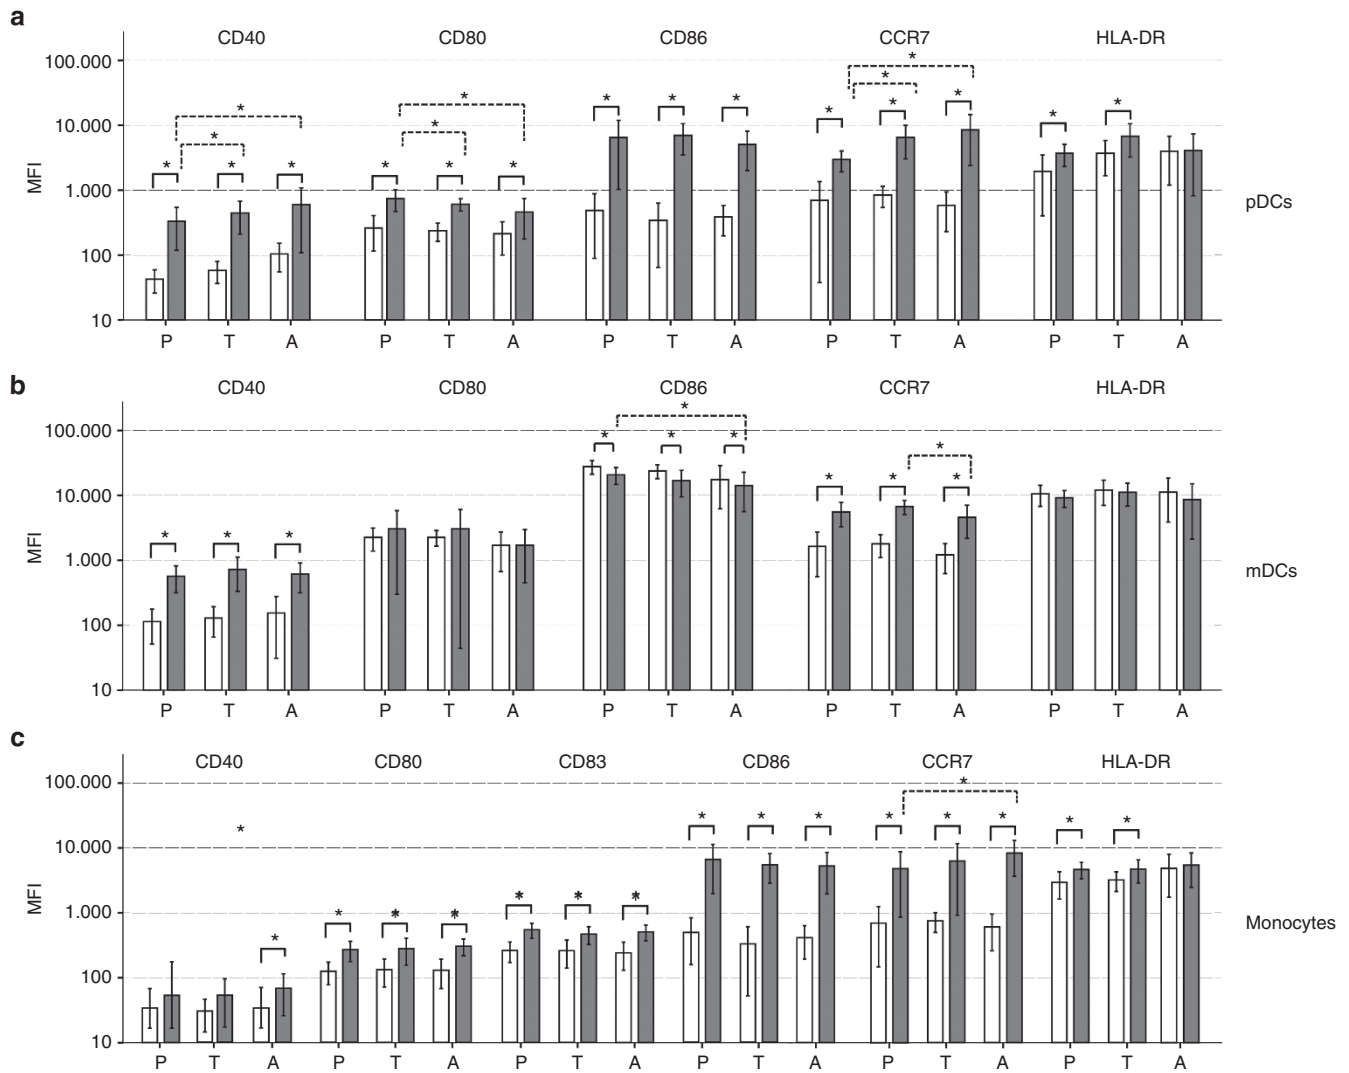 a
CD40 CD80 CD86 CCR7 HLA-DR
100.000
10.000
1.000
100
10
MFI
* * * * *
* * * * *
* * * * *
* * *
* * *
* * *
pDCs
P T A P T A P T A P T A P T A
b
CD40 CD80 CD86 CCR7 HLA-DR
100.000
10.000
1.000
100
10
MFI
*
* * *
*
* * *
* * *
mDCs
P T A P T A P T A P T A P T A
c
CD40 CD80 CD83 CD86 CCR7 HLA-DR
100.000
10.000
1.000
100
10
MFI
*
* * * * * * * *
*
* * *
* * *
*
Monocytes
P T A P T A P T A P T A P T A P T A